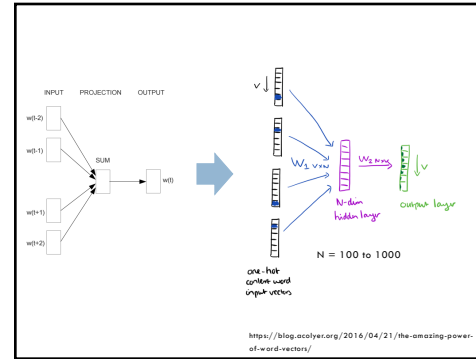 INPUT PROJECTION OUTPUT
w(t-2)
w(t-1)
SUM
w(t)
w(t+1)
w(t+2)
V
W1 VxN
W2 NxV
V
N-dim
hidden layer
output layer
N = 100 to 1000
one-hot
context word
input vectors
https://blog.acolyer.org/2016/04/21/the-amazing-power-
of-word-vectors/